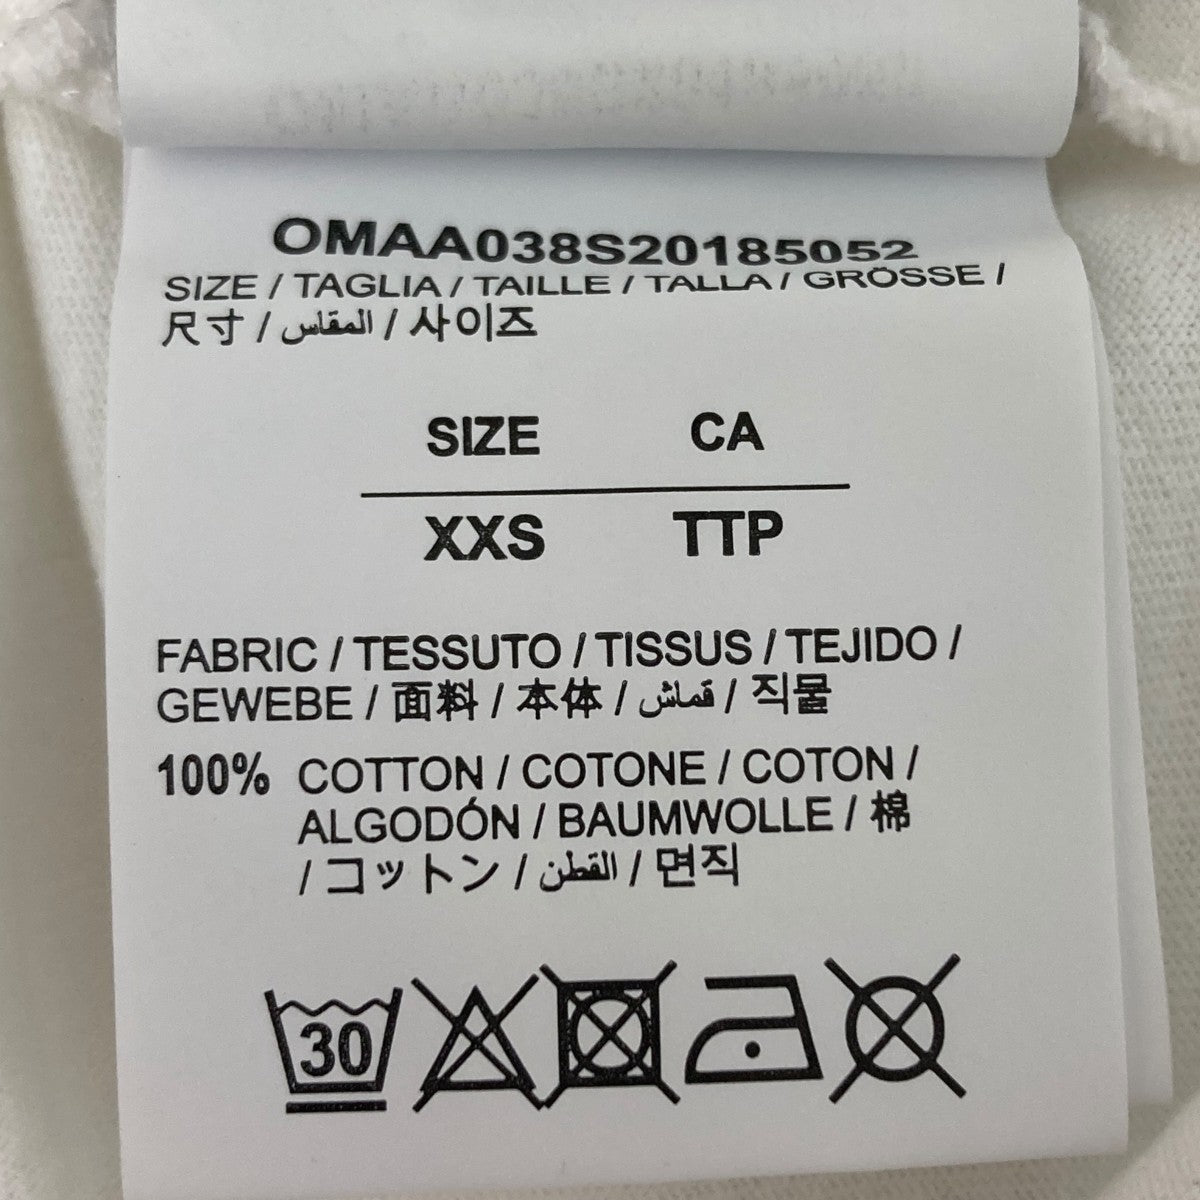 OMAA038S20185052
SIZE / TAGLIA / TAILLE / TALLA / GRÖSSE /
尺寸 / المقاس / 사이즈
SIZE CA
XXS TTP
FABRIC / TESSUTO / TISSUS / TEJIDO /
GEWEBE / 面料 / 本体 / قماش / 직물
100% COTTON / COTONE / COTON /
ALGODÓN / BAUMWOLLE / 棉
/ コットン / القطن / 면직
30